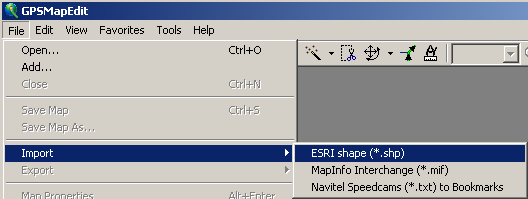 GPSMapEdit
File Edit View Favorites Tools Help
Open... Ctrl+O
Add...
Close Ctrl+N
Save Map Ctrl+S
Save Map As...
Import ESRI shape (*.shp)
Export MapInfo Interchange (*.mif)
Navitel Speedcams (*.txt) to Bookmarks
Map Properties Alt+Enter